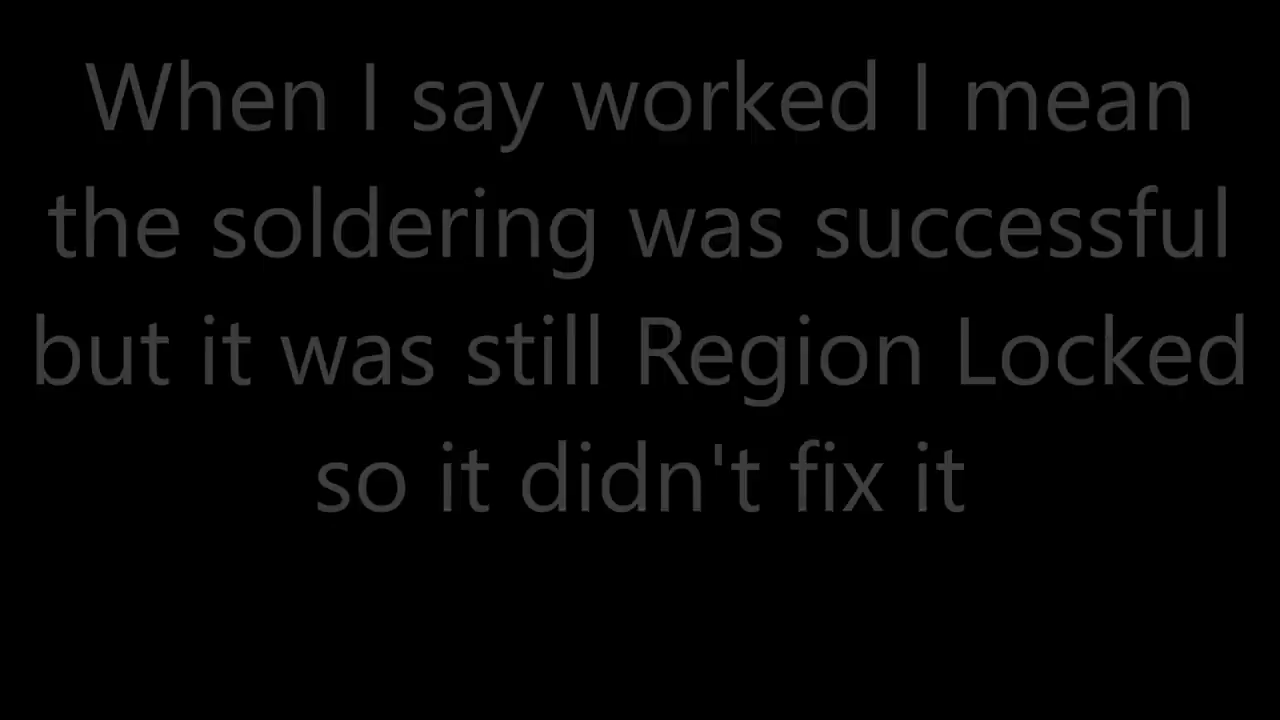 When I say worked I mean
the soldering was successful
but it was still Region Locked
so it didn't fix it